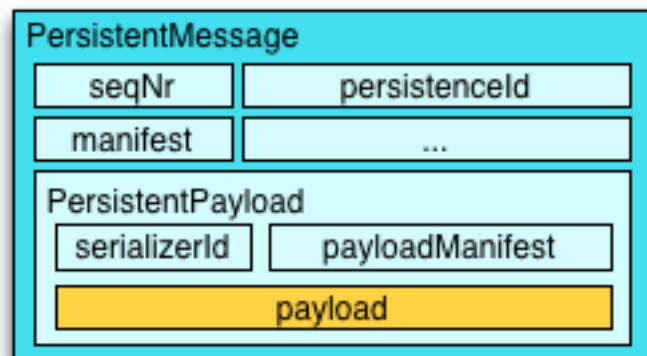 PersistentMessage
seqNr persistenceId
manifest ...
PersistentPayload
serializerId payloadManifest
payload